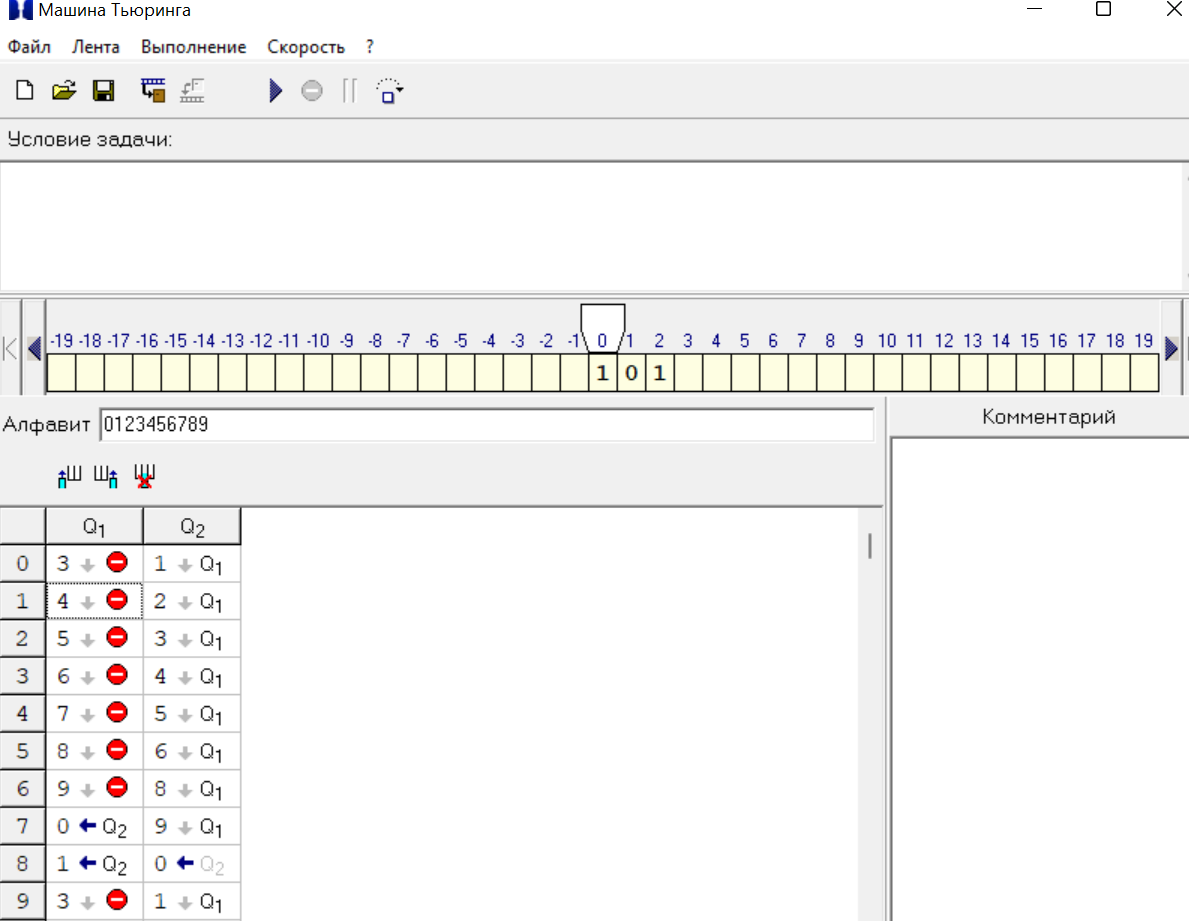 Машина Тьюринга
Файл Лента Выполнение Скорость ?
Условие задачи:
-19 -18 -17 -16 -15 -14 -13 -12 -11 -10 -9 -8 -7 -6 -5 -4 -3 -2 -1 0 1 2 3 4 5 6 7 8 9 10 11 12 13 14 15 16 17 18 19
1 0 1
Алфавит 0123456789
Комментарий
Q1 Q2
0 3 1 Q1
1 4 2 Q1
2 5 3 Q1
3 6 4 Q1
4 7 5 Q1
5 8 6 Q1
6 9 8 Q1
7 0 Q2 9 Q1
8 1 Q2 0 Q2
9 3 1 Q1